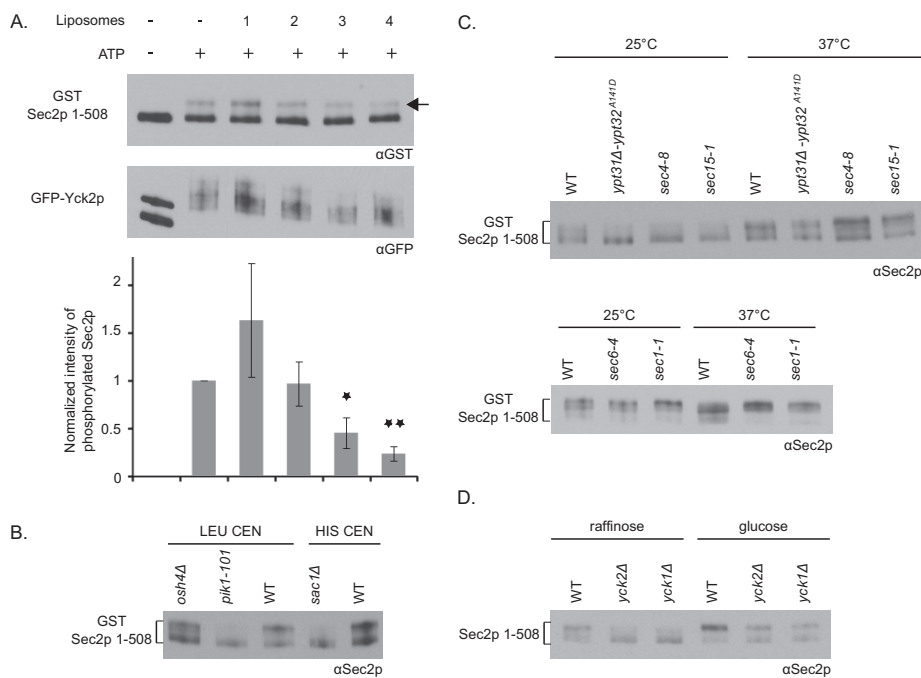 A.
Liposomes - - 1 2 3 4
ATP - + + + + +
GST
Sec2p 1-508
αGST
GFP-Yck2p
αGFP
Normalized intensity of
phosphorylated Sec2p
2
1.5
1
0.5
0
B.
LEU CEN HIS CEN
osh4Δ pik1-101 WT sac1Δ WT
GST
Sec2p 1-508
αSec2p
C.
25°C 37°C
WT ypt31Δ-ypt32 A141D sec4-8 sec15-1 WT ypt31Δ-ypt32 A141D sec4-8 sec15-1
GST
Sec2p 1-508
αSec2p
25°C 37°C
WT sec6-4 sec1-1 WT sec6-4 sec1-1
GST
Sec2p 1-508
αSec2p
D.
raffinose glucose
WT yck2Δ yck1Δ WT yck2Δ yck1Δ
Sec2p 1-508
αSec2p